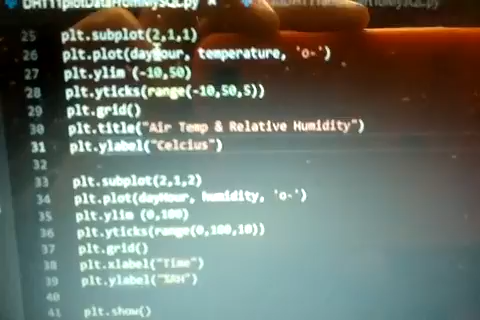 DHT11plotDataFromMySQL.py
25 plt.subplot(2,1,1)
26 plt.plot(dayHour, temperature, 'o-')
27 plt.ylim (-10,50)
28 plt.yticks(range(-10,50,5))
29 plt.grid()
30 plt.title("Air Temp & Relative Humidity")
31 plt.ylabel("Celcius")
32
33 plt.subplot(2,1,2)
34 plt.plot(dayHour, humidity, 'o-')
35 plt.ylim (0,100)
36 plt.yticks(range(0,100,10))
37 plt.grid()
38 plt.xlabel("Time")
39 plt.ylabel("%RH")
40
41 plt.show()